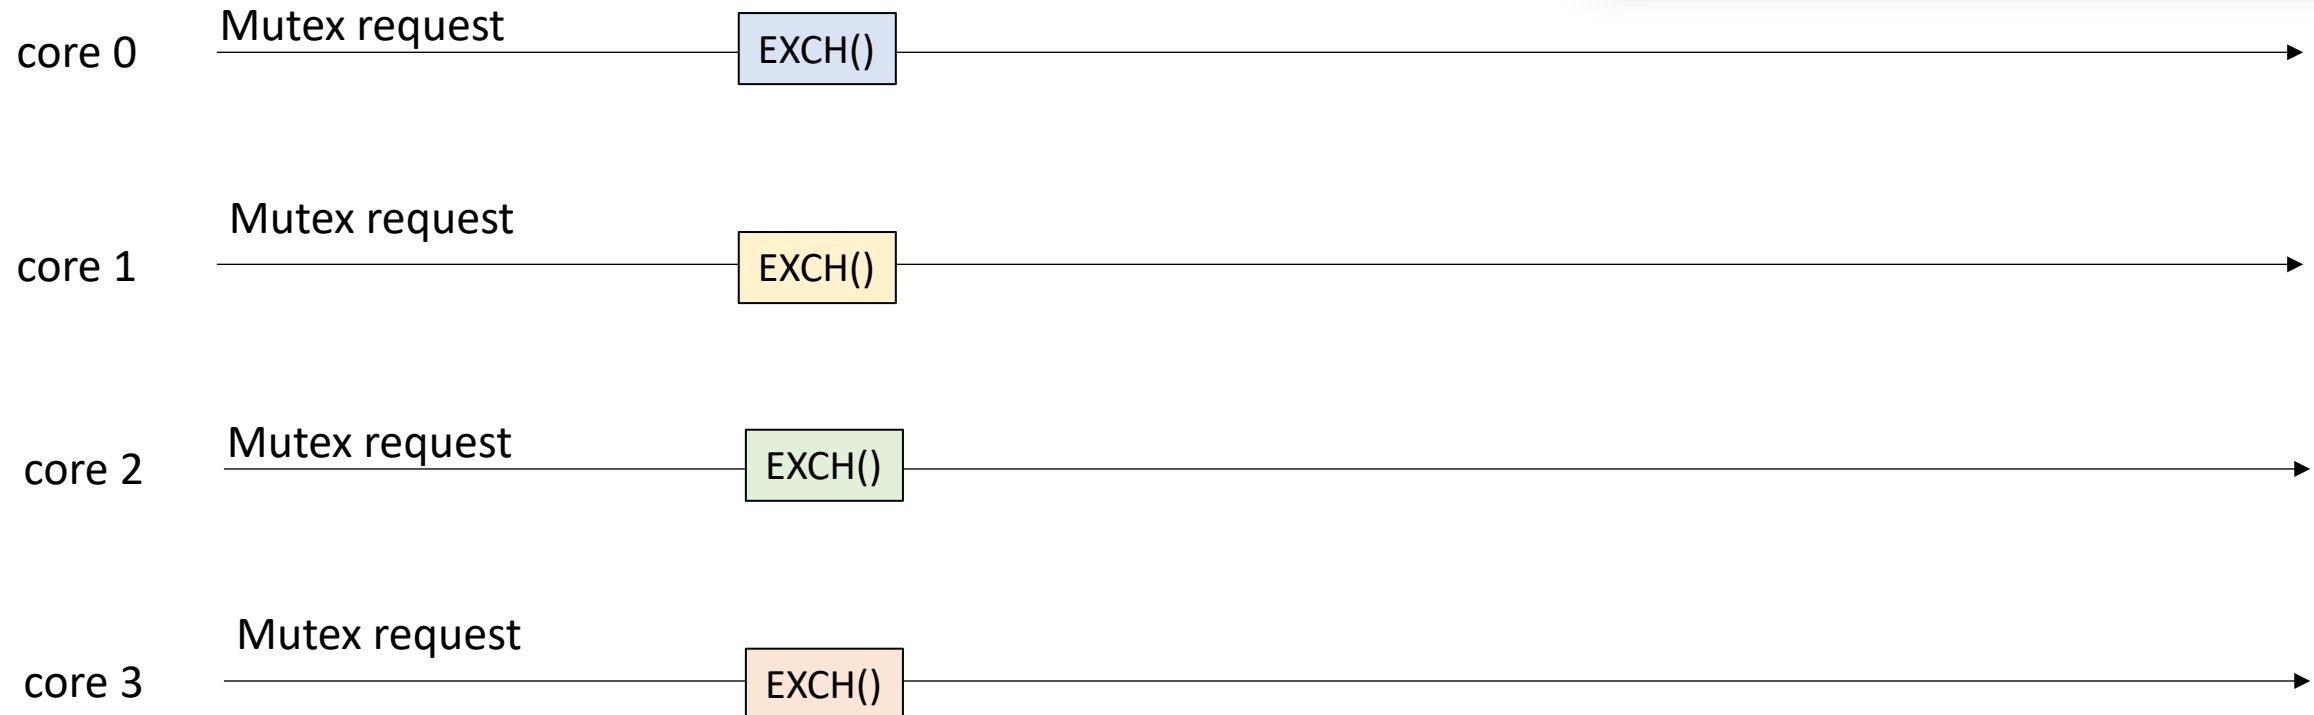 Mutex request
core 0
EXCH()
Mutex request
core 1
EXCH()
Mutex request
core 2
EXCH()
Mutex request
core 3
EXCH()